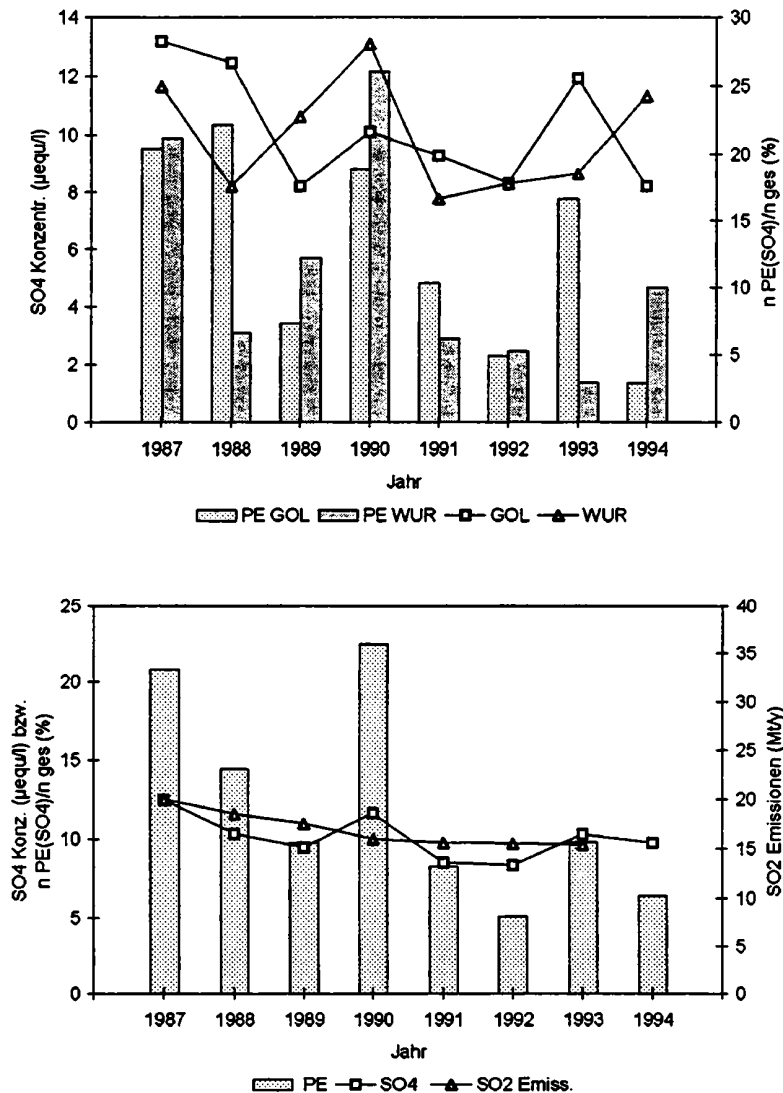 14
12
10
8
6
4
2
0
SO4 Konzentr. (µequ/l)
30
25
20
15
10
5
0
n PE(SO4)/n ges (%)
1987 1988 1989 1990 1991 1992 1993 1994
Jahr
PE GOL PE WUR GOL WUR
25
20
15
10
5
0
SO4 Konz. (µequ/l) bzw.
n PE(SO4)/n ges (%)
40
35
30
25
20
15
10
5
0
SO2 Emissionen (Mt/y)
1987 1988 1989 1990 1991 1992 1993 1994
Jahr
PE SO4 SO2 Emiss.